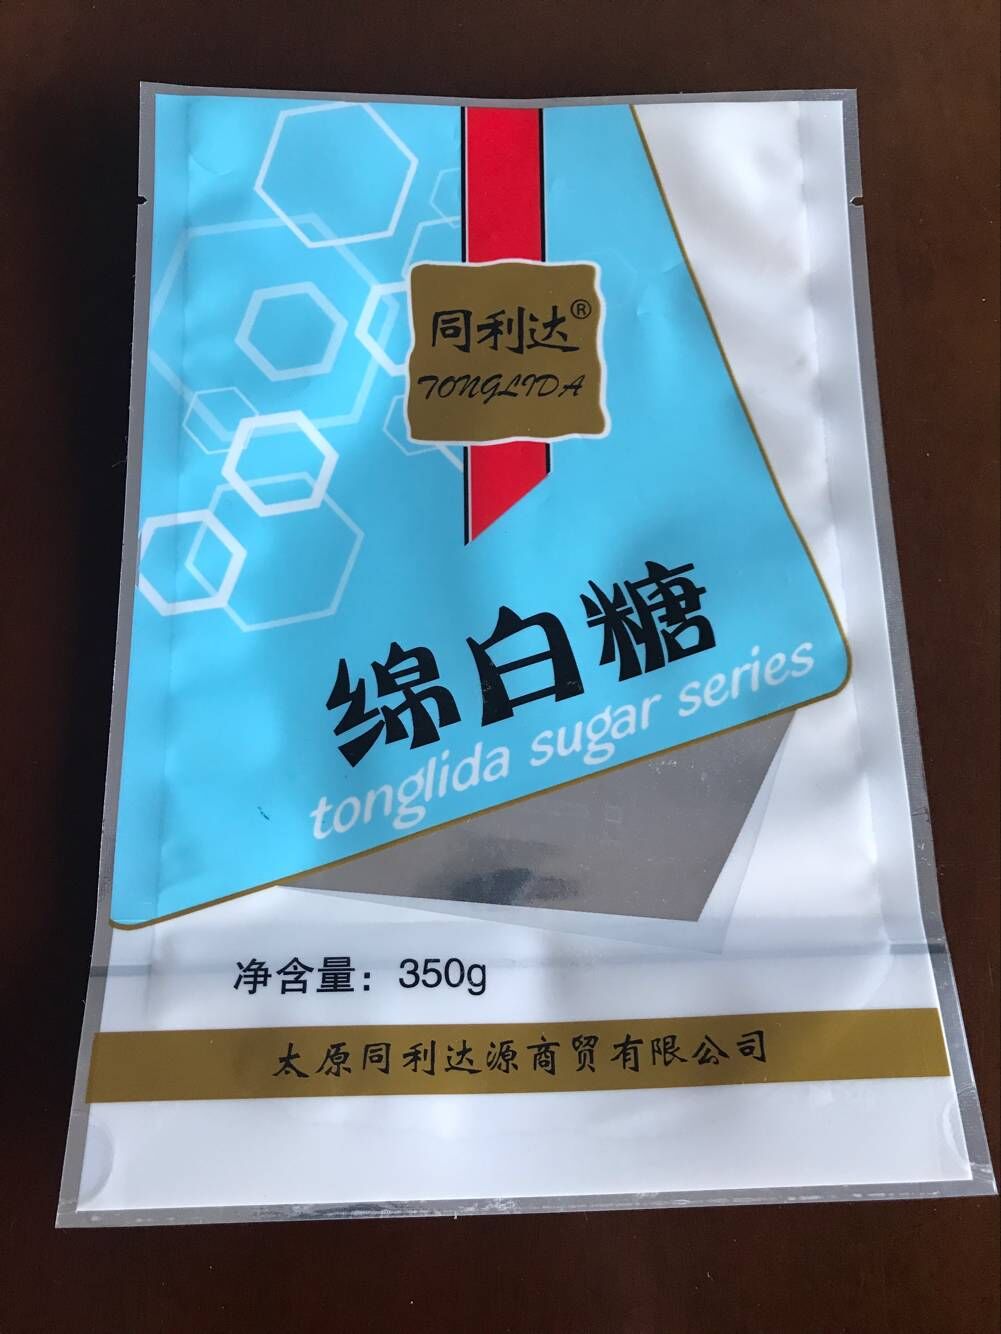 同利达®
TONGLIDA
绵白糖
tonglida sugar series
净含量：350g
太原同利达源商贸有限公司